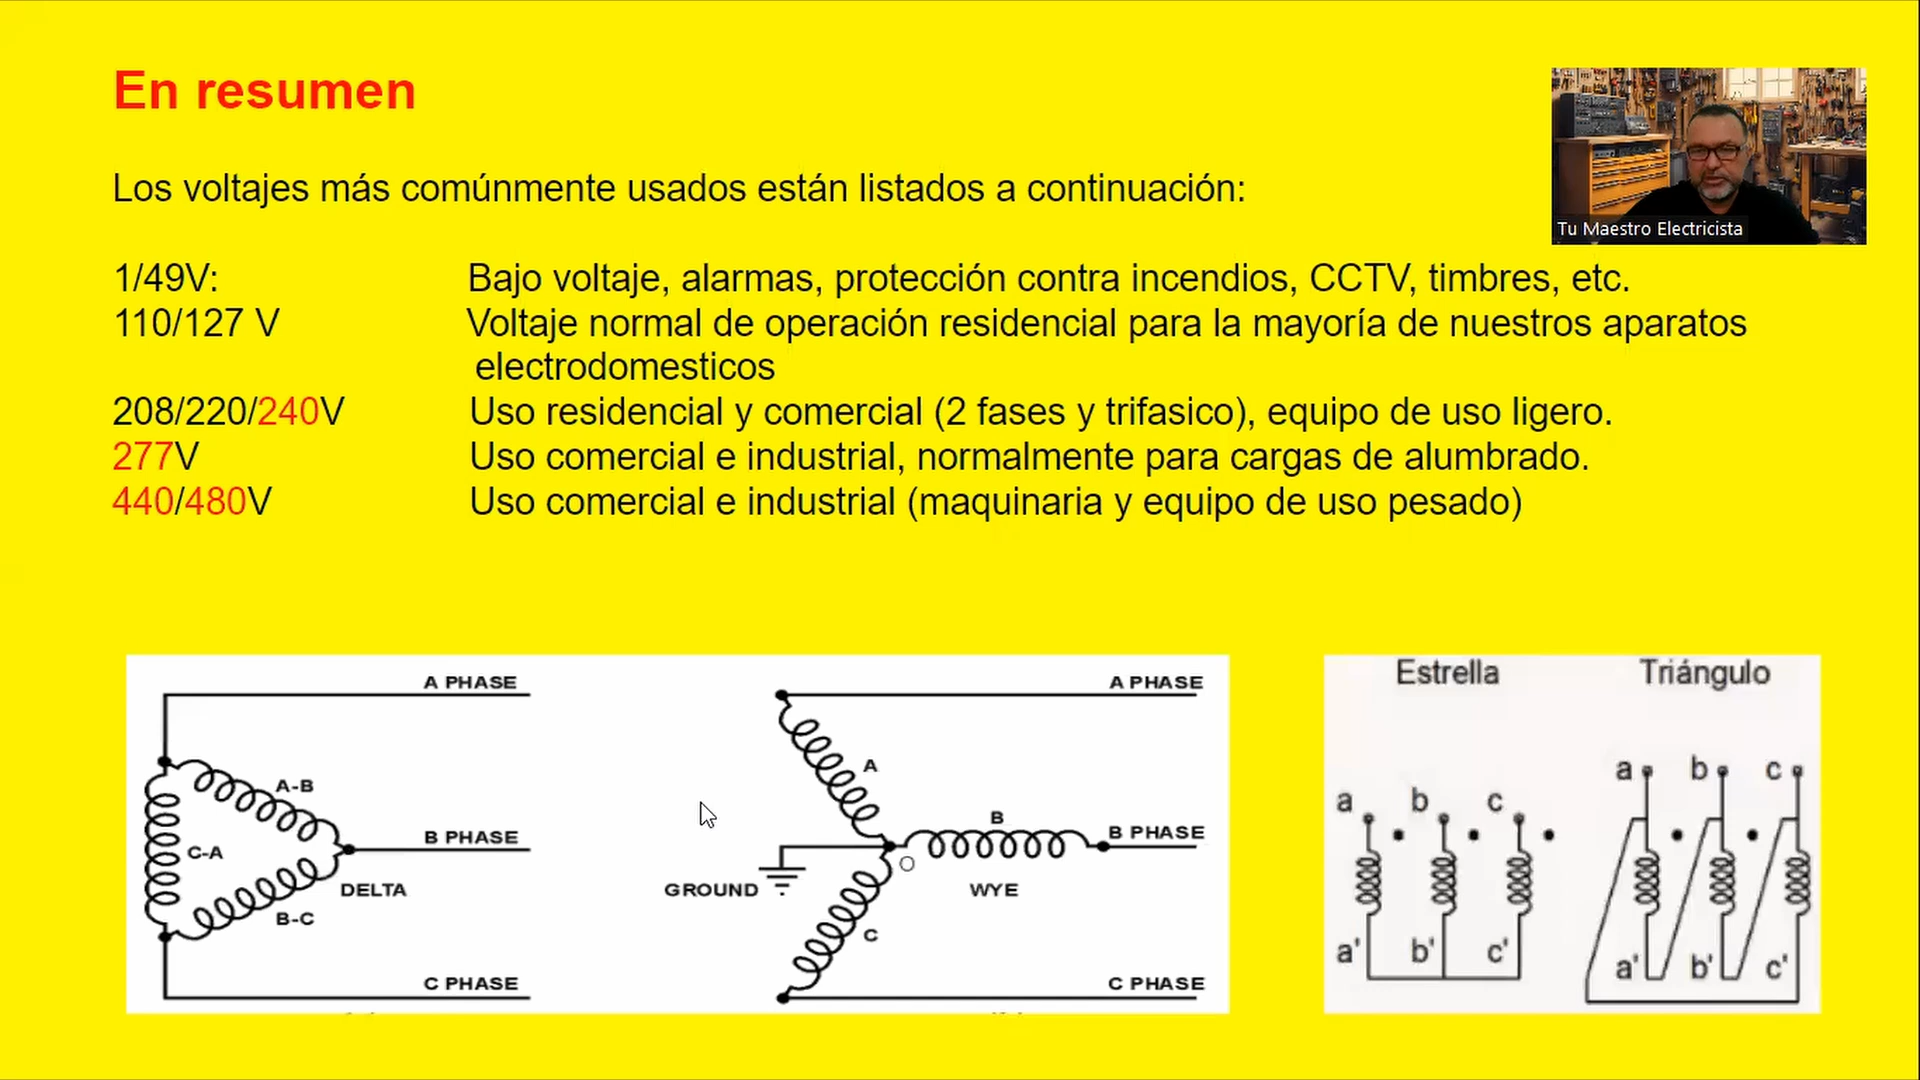 En resumen
Tu Maestro Electricista
Los voltajes más comúnmente usados están listados a continuación:
1/49V: Bajo voltaje, alarmas, protección contra incendios, CCTV, timbres, etc.
110/127 V Voltaje normal de operación residencial para la mayoría de nuestros aparatos
electrodomesticos
208/220/240V Uso residencial y comercial (2 fases y trifasico), equipo de uso ligero.
277V Uso comercial e industrial, normalmente para cargas de alumbrado.
440/480V Uso comercial e industrial (maquinaria y equipo de uso pesado)
A PHASE
A-B
B PHASE
C-A
DELTA
B-C
C PHASE
A PHASE
A
B
B PHASE
O
GROUND
WYE
C
C PHASE
Estrella
a b c
a' b' c'
Triángulo
a b c
a' b' c'